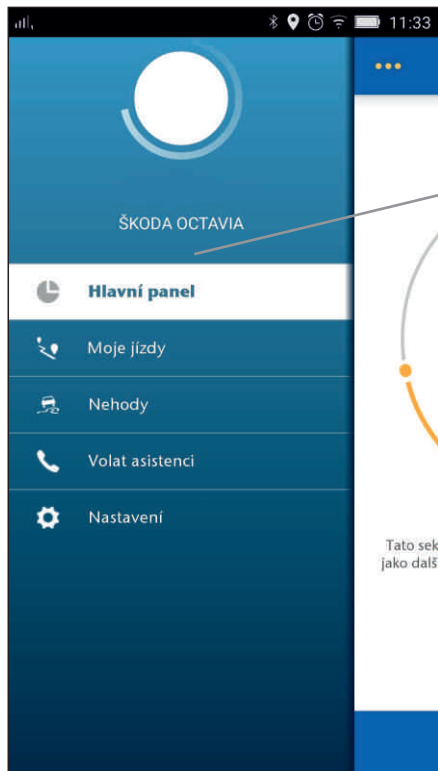 11:33
ŠKODA OCTAVIA
Hlavní panel
Moje jízdy
Nehody
Volat asistenci
Nastavení
Tato sek
jako dalš